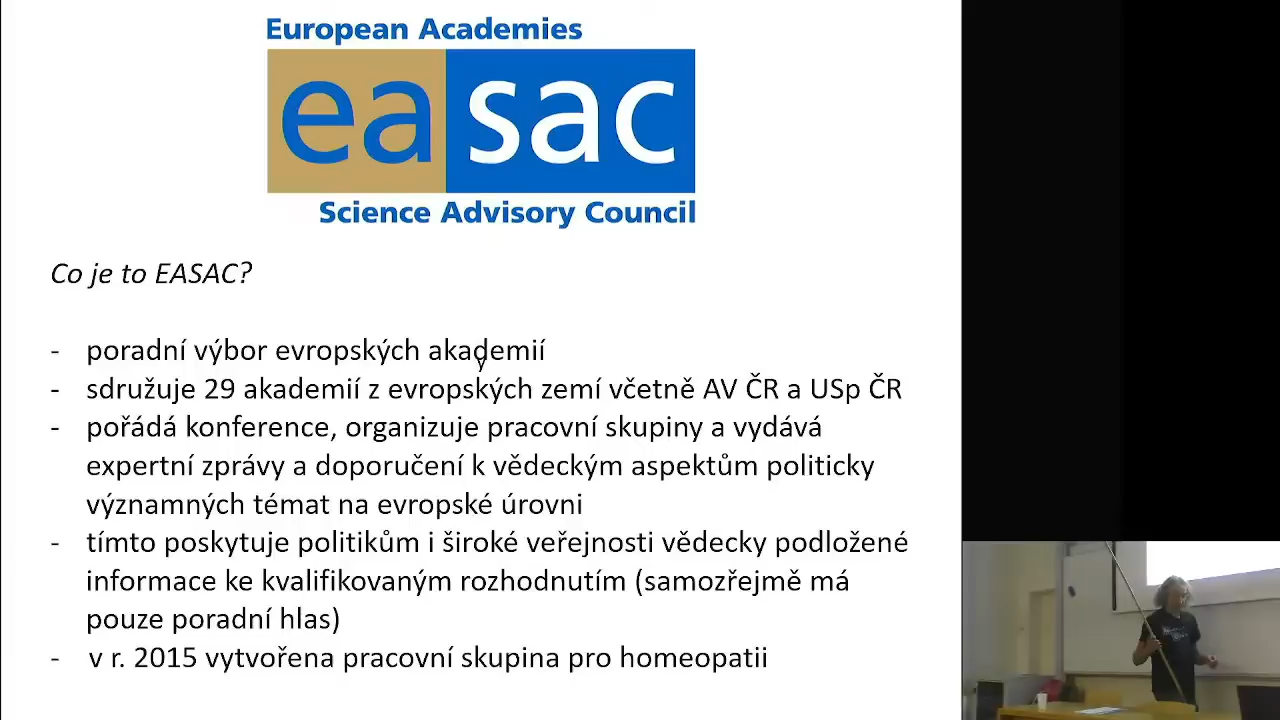 European Academies
easac
Science Advisory Council
Co je to EASAC?
- poradní výbor evropských akademií
- sdružuje 29 akademií z evropských zemí včetně AV ČR a USp ČR
- pořádá konference, organizuje pracovní skupiny a vydává
expertní zprávy a doporučení k vědeckým aspektům politicky
významných témat na evropské úrovni
- tímto poskytuje politikům i široké veřejnosti vědecky podložené
informace ke kvalifikovaným rozhodnutím (samozřejmě má
pouze poradní hlas)
- v r. 2015 vytvořena pracovní skupina pro homeopatii